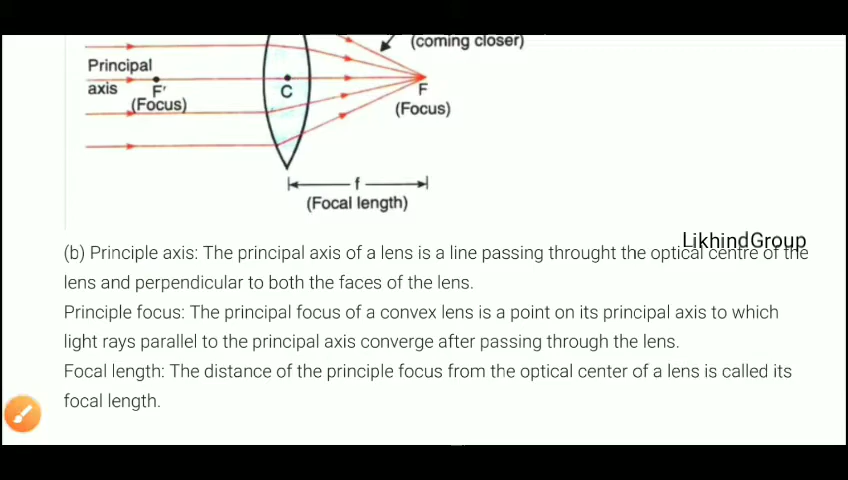 (coming closer)
Principal
axis
F'
(Focus)
C
F
(Focus)
f
(Focal length)
LikhindGroup
(b) Principle axis: The principal axis of a lens is a line passing throught the optical centre of the
lens and perpendicular to both the faces of the lens.
Principle focus: The principal focus of a convex lens is a point on its principal axis to which
light rays parallel to the principal axis converge after passing through the lens.
Focal length: The distance of the principle focus from the optical center of a lens is called its
focal length.